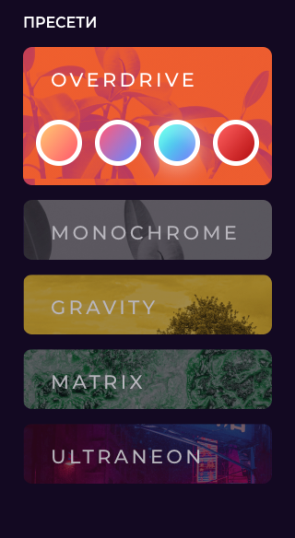 ПРЕСЕТИ
OVERDRIVE
MONOCHROME
GRAVITY
MATRIX
ULTRANEON